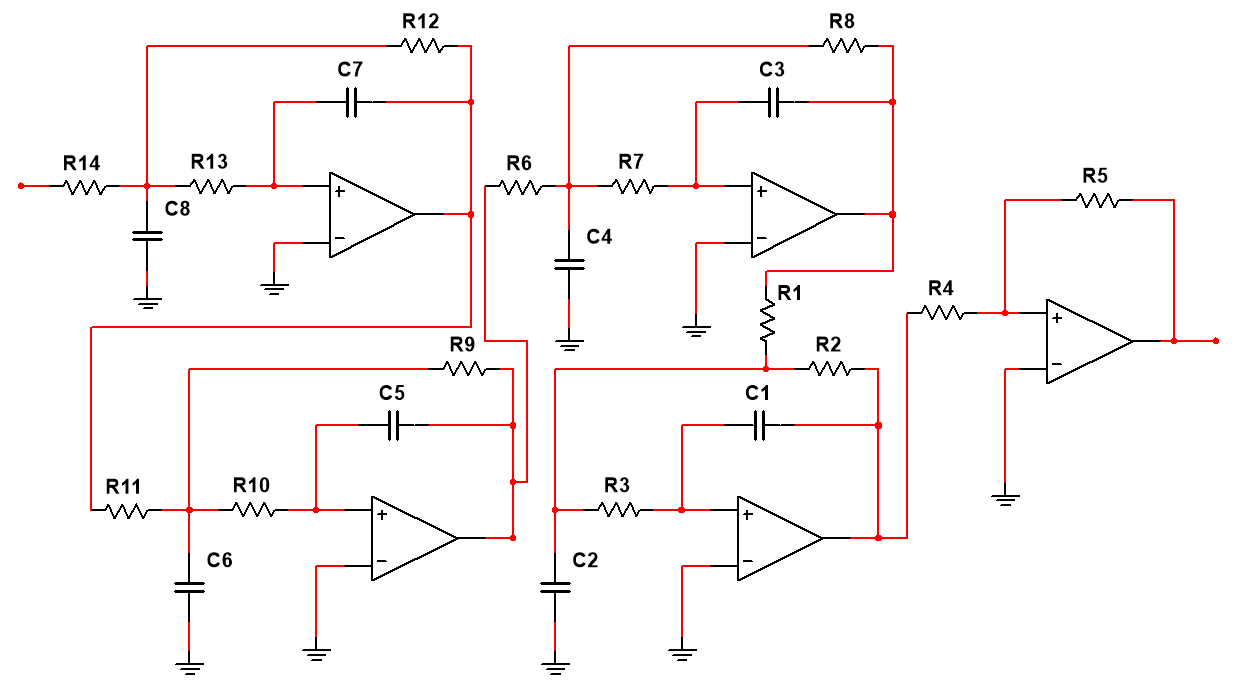 R12
R8
C7
C3
R14
R13
R6
R7
R5
+
+
C8
C4
−
−
R4
R1
+
R9
R2
−
C5
C1
R11
R10
R3
+
+
C6
C2
−
−